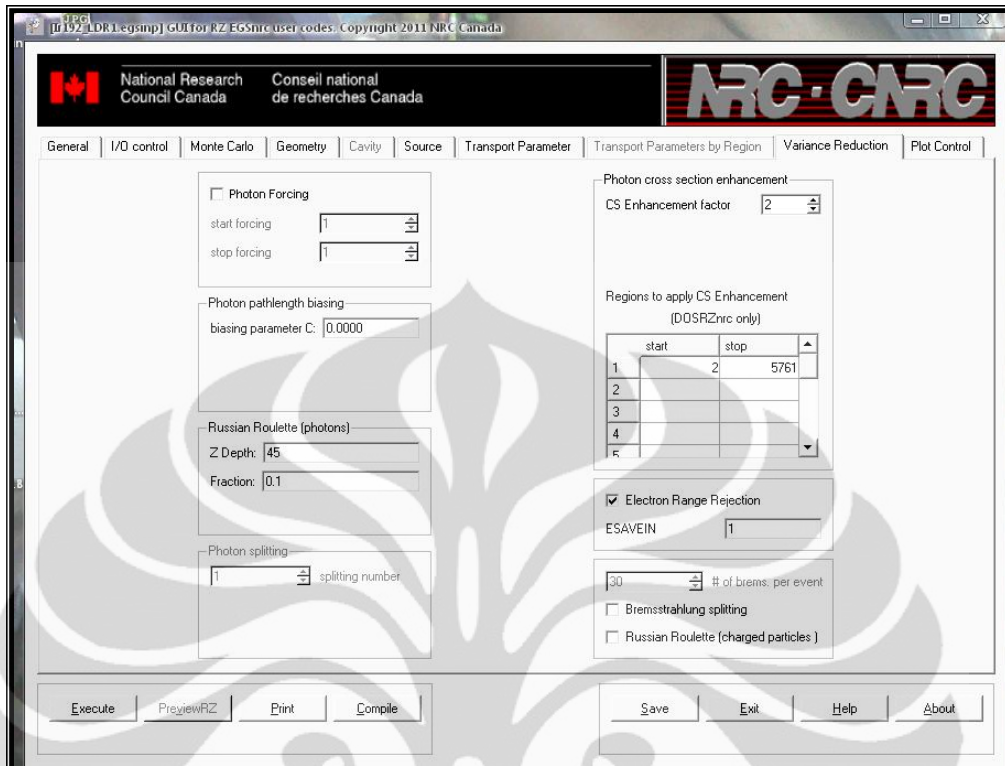 JPG
[Ir192_LDR1.egsinp] GUI for RZ EGSnrc user codes. Copyright 2011 NRC Canada
National Research Council Canada
Conseil national de recherches Canada
NRC · CNRC
General I/O control Monte Carlo Geometry Cavity Source Transport Parameter Transport Parameters by Region Variance Reduction Plot Control
Photon Forcing
start forcing 1
stop forcing 1
Photon pathlength biasing
biasing parameter C: 0.0000
Russian Roulette (photons)
Z Depth: 45
Fraction: 0.1
Photon splitting
1 splitting number
Photon cross section enhancement
CS Enhancement factor 2
Regions to apply CS Enhancement
(DOSRZnrc only)
start stop
1 2 5761
2
3
4
5
Electron Range Rejection
ESAVEIN 1
30 # of brems. per event
Bremsstrahlung splitting
Russian Roulette (charged particles )
Execute PreviewRZ Print Compile
Save Exit Help About